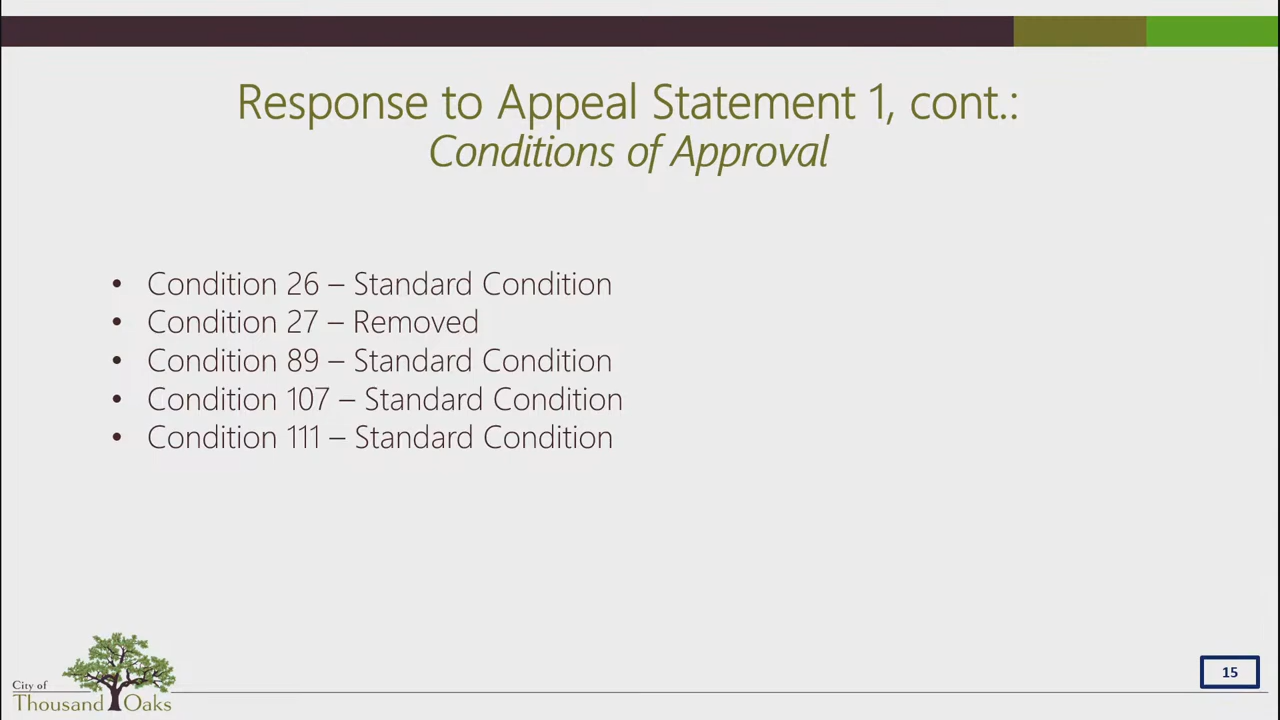 Response to Appeal Statement 1, cont.:
Conditions of Approval
• Condition 26 – Standard Condition
• Condition 27 – Removed
• Condition 89 – Standard Condition
• Condition 107 – Standard Condition
• Condition 111 – Standard Condition
City of
Thousand Oaks
15